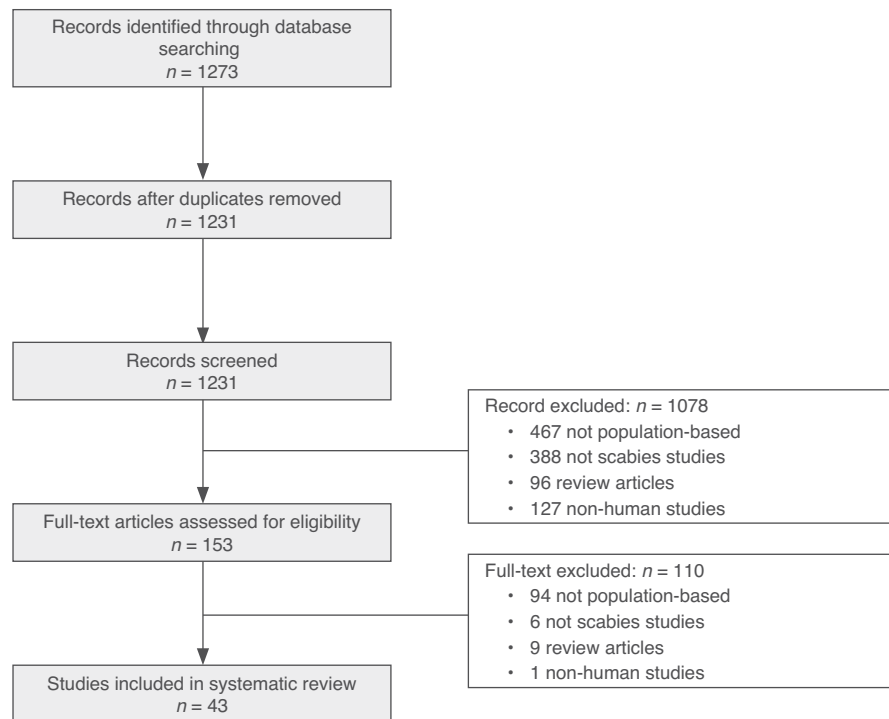 Records identified through database
searching
n = 1273
Records after duplicates removed
n = 1231
Records screened
n = 1231
Record excluded: n = 1078
• 467 not population-based
• 388 not scabies studies
• 96 review articles
• 127 non-human studies
Full-text articles assessed for eligibility
n = 153
Full-text excluded: n = 110
• 94 not population-based
• 6 not scabies studies
• 9 review articles
• 1 non-human studies
Studies included in systematic review
n = 43